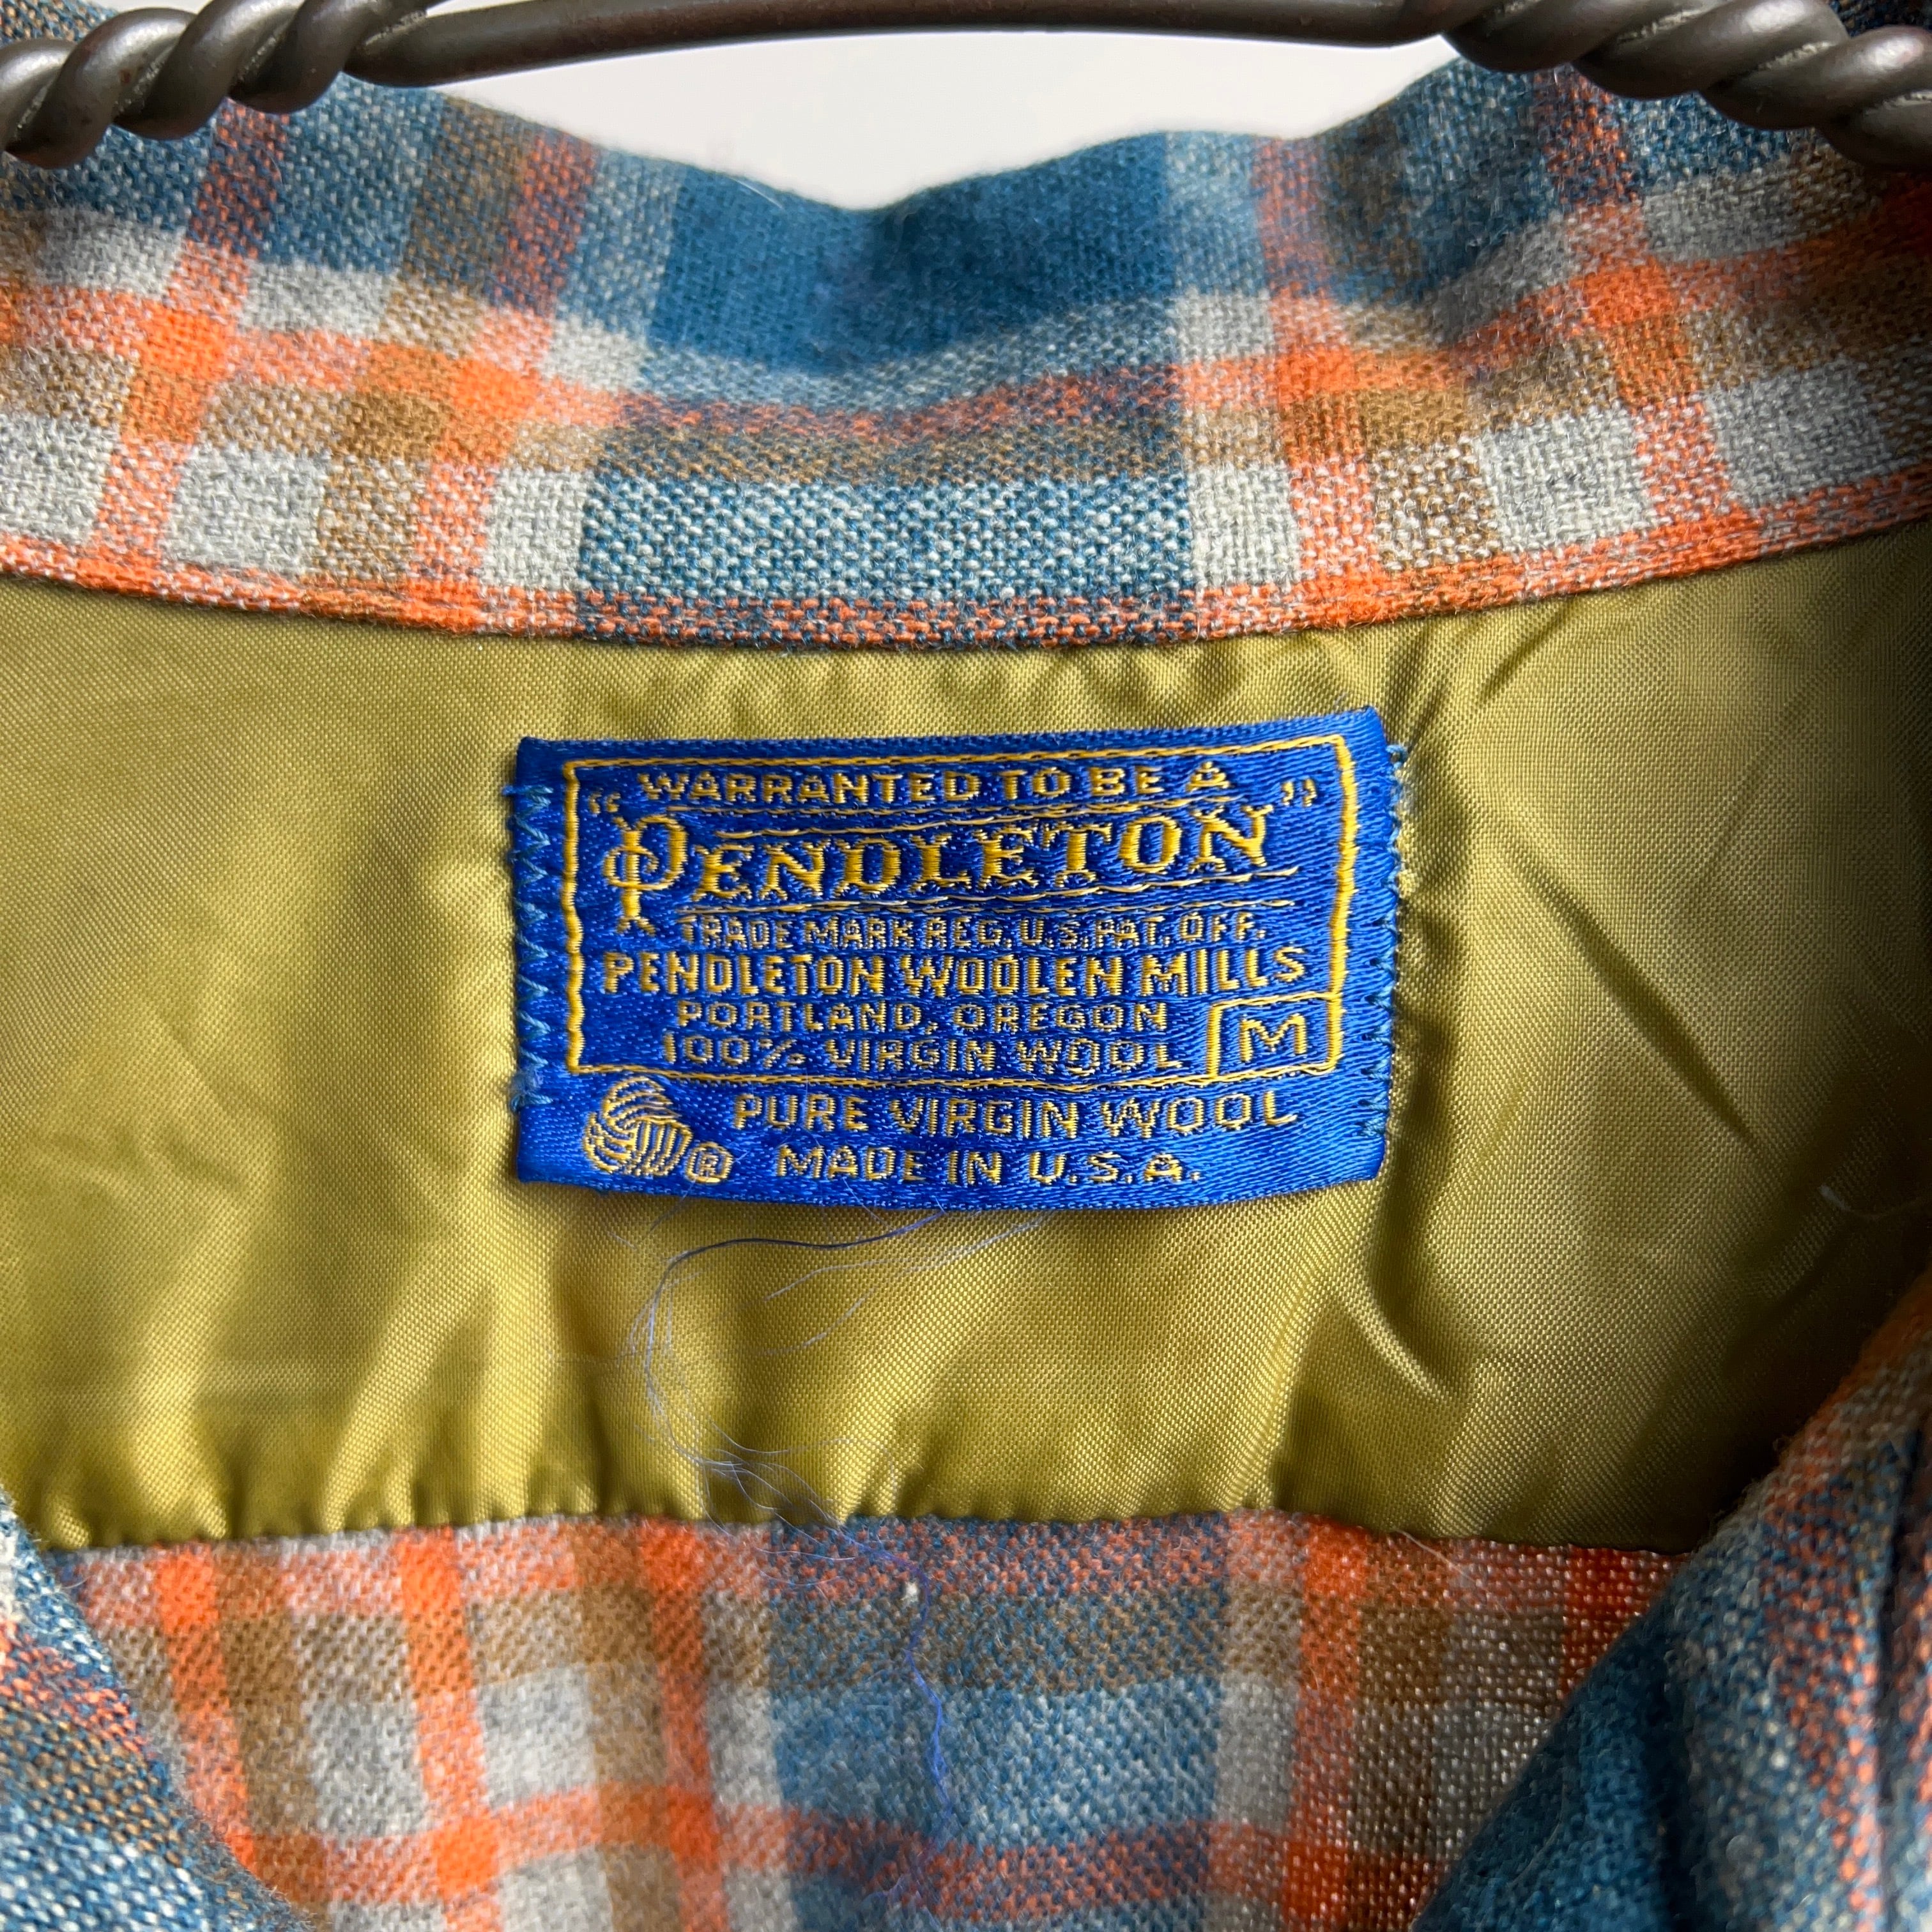 WARRANTED TO BE A
"PENDLETON"
TRADE MARK REG. U.S. PAT. OFF.
PENDLETON WOOLEN MILLS
PORTLAND, OREGON
100% VIRGIN WOOL M
PURE VIRGIN WOOL
® MADE IN U.S.A.